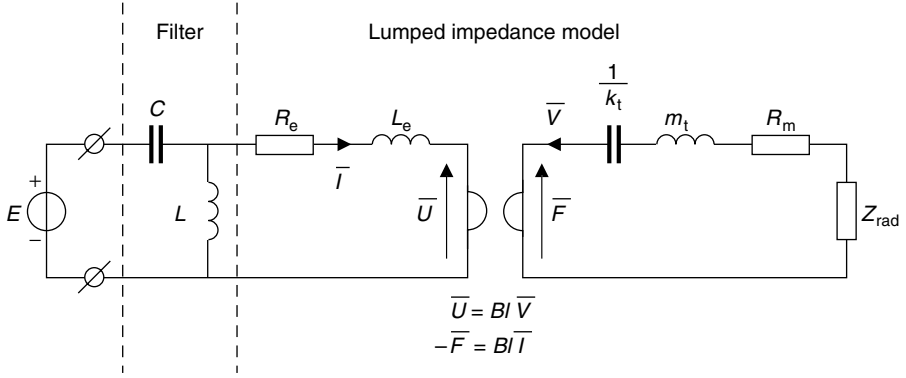 Filter
Lumped impedance model
C
L
E
+
−
R_e
I̅
L_e
U̅
V̅
F̅
1/k_t
m_t
R_m
Z_rad
U̅ = Bl V̅
−F̅ = Bl I̅